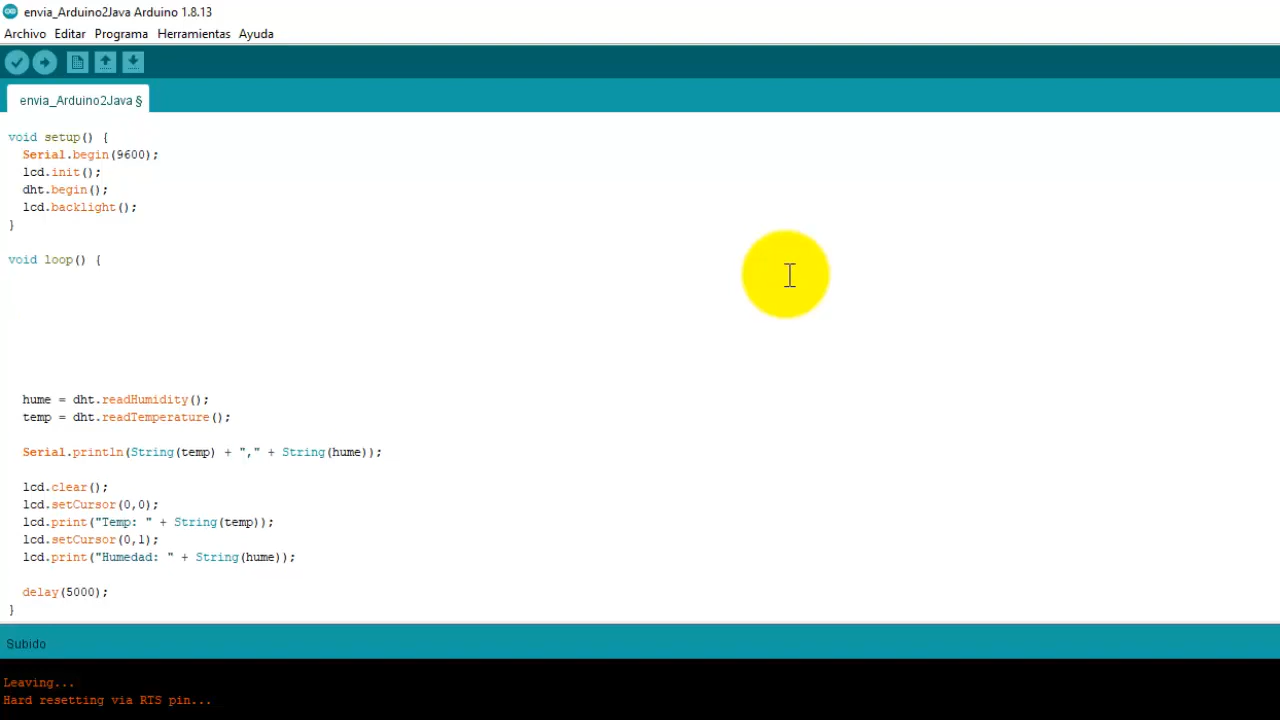 envia_Arduino2Java Arduino 1.8.13
Archivo Editar Programa Herramientas Ayuda
envia_Arduino2Java §
void setup() {
  Serial.begin(9600);
  lcd.init();
  dht.begin();
  lcd.backlight();
}
void loop() {
  hume = dht.readHumidity();
  temp = dht.readTemperature();
  Serial.println(String(temp) + "," + String(hume));
  lcd.clear();
  lcd.setCursor(0,0);
  lcd.print("Temp: " + String(temp));
  lcd.setCursor(0,1);
  lcd.print("Humedad: " + String(hume));
  delay(5000);
}
Subido
Leaving...
Hard resetting via RTS pin...